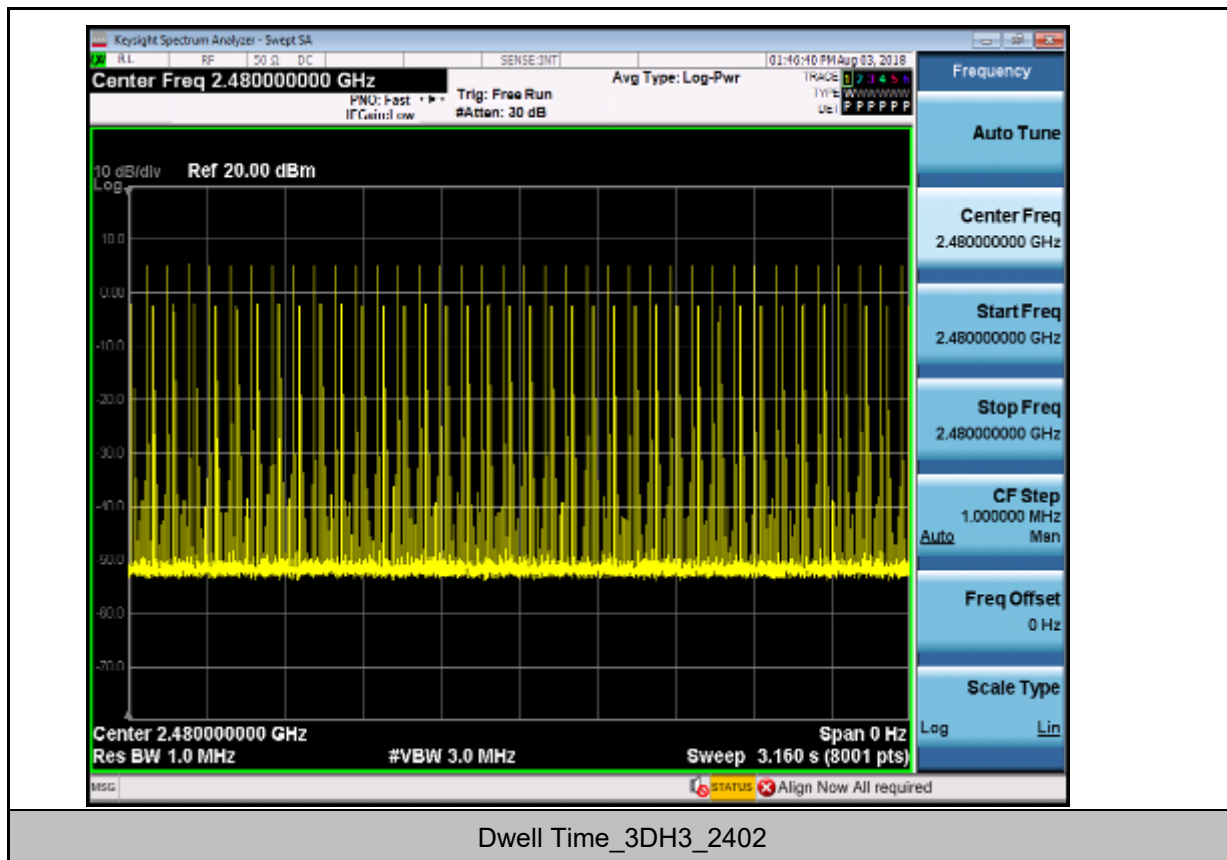 Keysight Spectrum Analyzer - Swept SA
RL RF 50 Ω DC SENSE:INT 01:46:40 PM Aug 03, 2018
Center Freq 2.480000000 GHz Avg Type: Log-Pwr TRACE 1 2 3 4 5 6
PNO: Fast Trig: Free Run TYPE WWWWWW
IFGain:Low #Atten: 30 dB DET P P P P P P
10 dB/div Ref 20.00 dBm
Log
10.0
0.00
-10.0
-20.0
-30.0
-40.0
-50.0
-60.0
-70.0
Center 2.480000000 GHz Span 0 Hz
Res BW 1.0 MHz #VBW 3.0 MHz Sweep 3.160 s (8001 pts)
MSG STATUS Align Now All required
Frequency
Auto Tune
Center Freq
2.480000000 GHz
Start Freq
2.480000000 GHz
Stop Freq
2.480000000 GHz
CF Step
1.000000 MHz
Auto Man
Freq Offset
0 Hz
Scale Type
Log Lin
Dwell Time_3DH3_2402